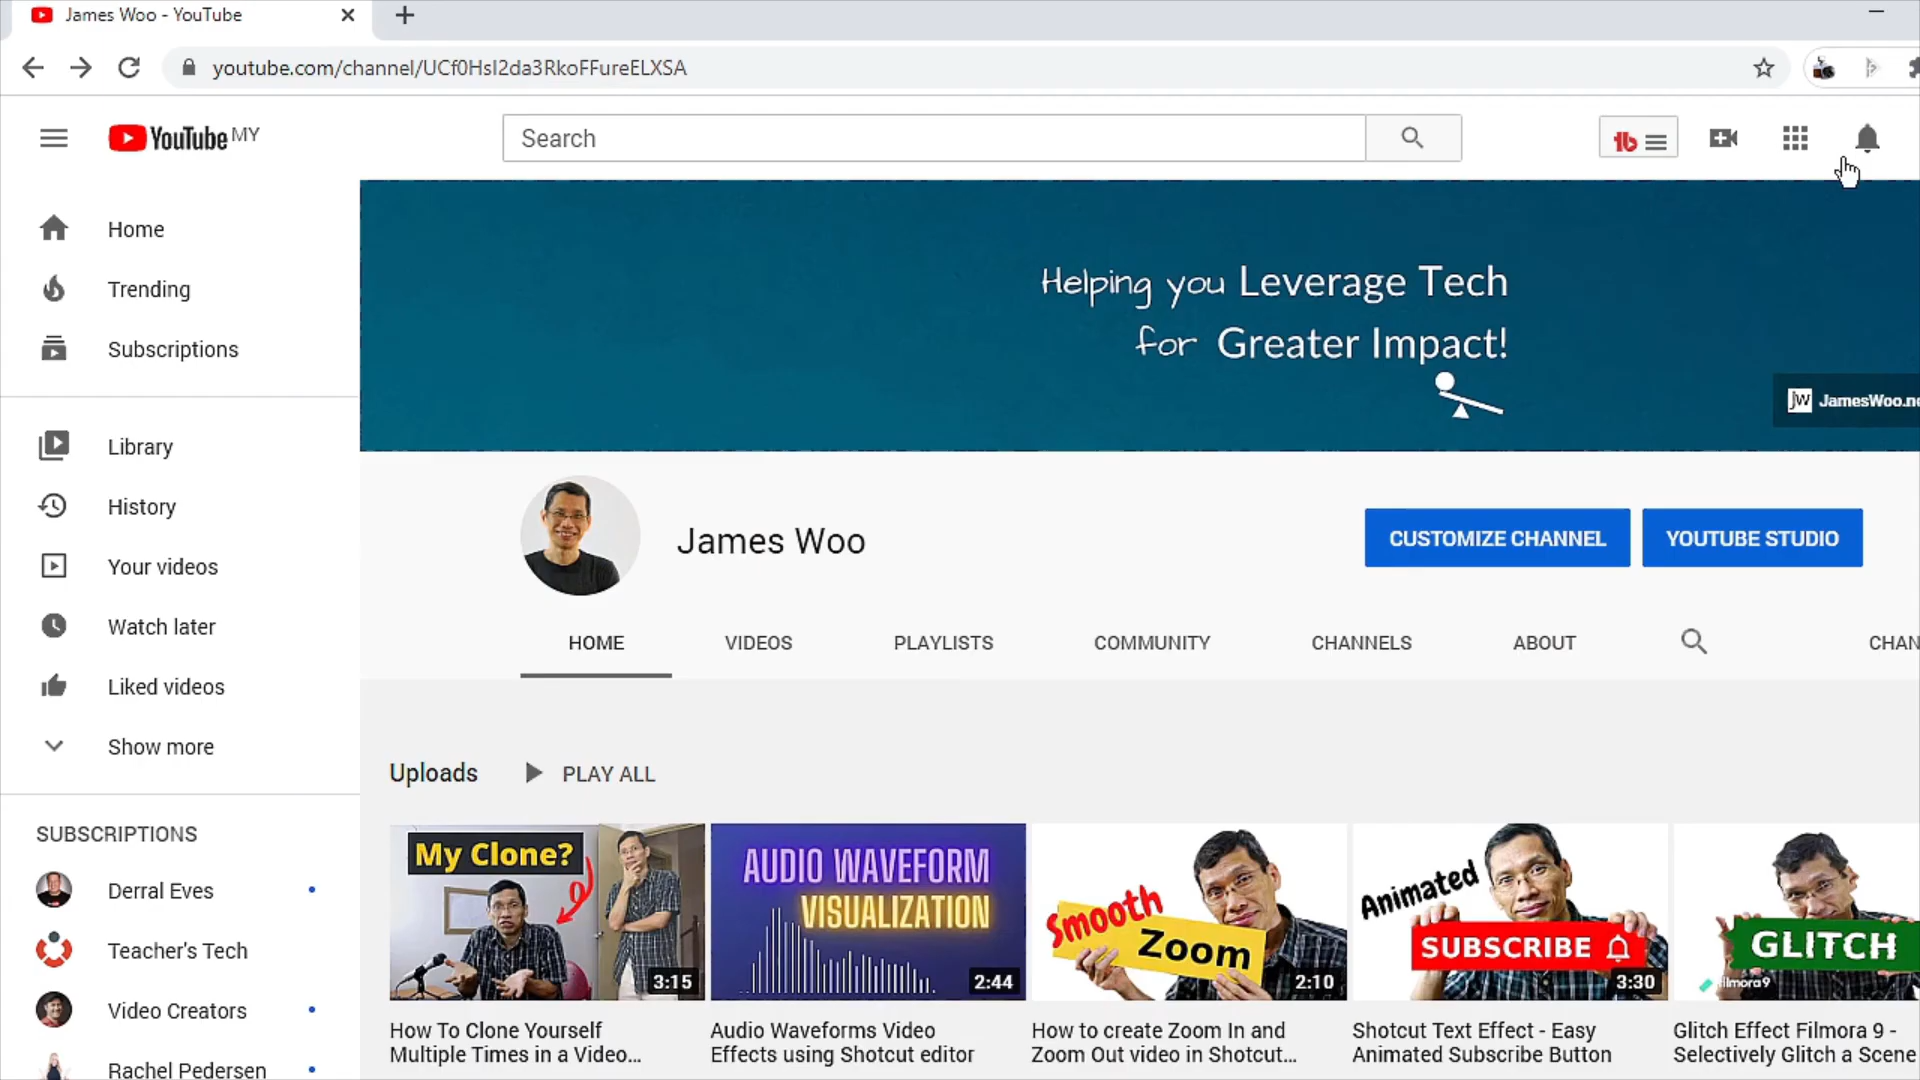 James Woo - YouTube
youtube.com/channel/UCf0Hsl2da3RkoFFureELXSA
YouTube MY
Search
tb
Home
Trending
Subscriptions
Library
History
Your videos
Watch later
Liked videos
Show more
SUBSCRIPTIONS
Derral Eves
Teacher's Tech
Video Creators
Rachel Pedersen
Helping you Leverage Tech
for Greater Impact!
JW JamesWoo.ne
James Woo
CUSTOMIZE CHANNEL
YOUTUBE STUDIO
HOME
VIDEOS
PLAYLISTS
COMMUNITY
CHANNELS
ABOUT
CHAN
Uploads
PLAY ALL
My Clone?
3:15
How To Clone Yourself
Multiple Times in a Video...
AUDIO WAVEFORM
VISUALIZATION
2:44
Audio Waveforms Video
Effects using Shotcut editor
Smooth
Zoom
2:10
How to create Zoom In and
Zoom Out video in Shotcut...
Animated
SUBSCRIBE
3:30
Shotcut Text Effect - Easy
Animated Subscribe Button
GLITCH
filmora9
Glitch Effect Filmora 9 -
Selectively Glitch a Scene